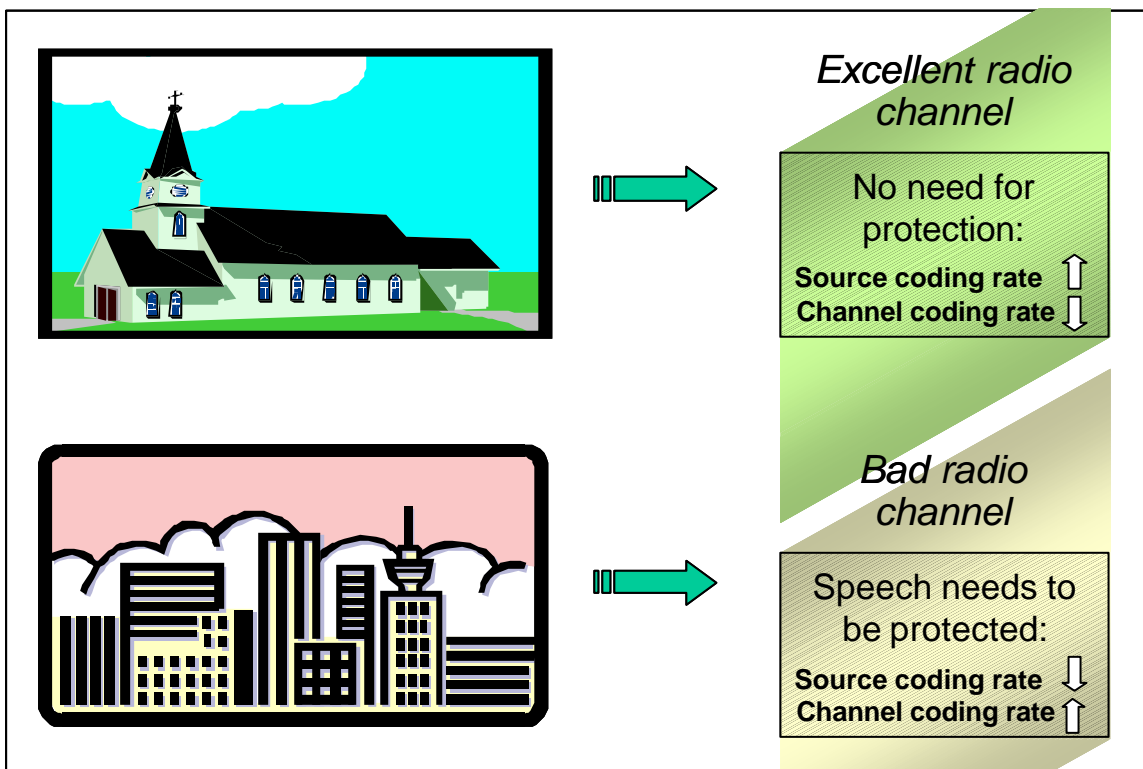 Excellent radio
channel
No need for
protection:
Source coding rate
Channel coding rate
Bad radio
channel
Speech needs to
be protected:
Source coding rate
Channel coding rate